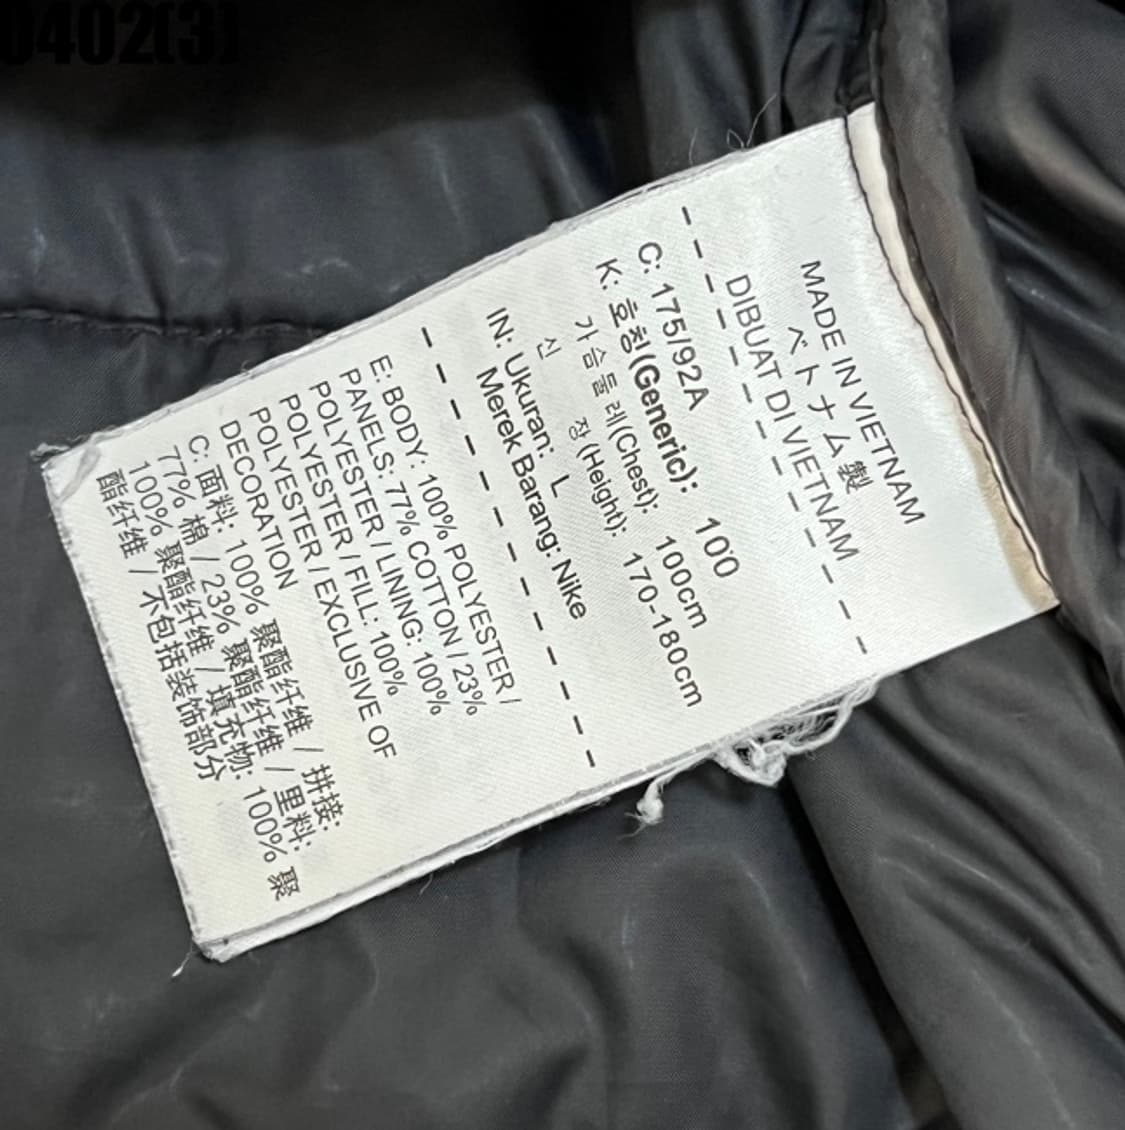 0402(3)
MADE IN VIETNAM
ベトナム製
DIBUAT DI VIETNAM
C: 175/92A
K: 호칭(Generic): 100
가슴둘레(Chest): 100cm
신 장(Height): 170-180cm
IN: Ukuran: L
Merek Barang: Nike
E: BODY: 100% POLYESTER /
PANELS: 77% COTTON / 23%
POLYESTER / LINING: 100%
POLYESTER / FILL: 100%
POLYESTER / EXCLUSIVE OF
DECORATION
C: 面料: 100% 聚酯纤维 / 拼接:
77% 棉 / 23% 聚酯纤维 / 里料:
100% 聚酯纤维 / 填充物: 100% 聚
酯纤维 / 不包括装饰部分